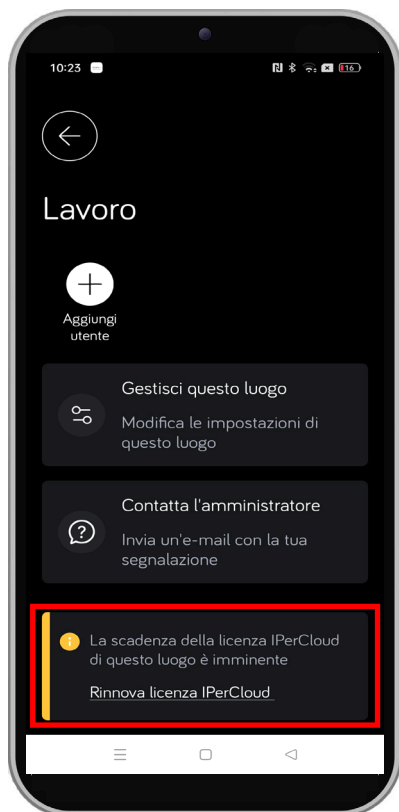 10:23
16
Lavoro
Aggiungi
utente
Gestisci questo luogo
Modifica le impostazioni di
questo luogo
Contatta l'amministratore
Invia un'e-mail con la tua
segnalazione
La scadenza della licenza IPerCloud
di questo luogo è imminente
Rinnova licenza IPerCloud